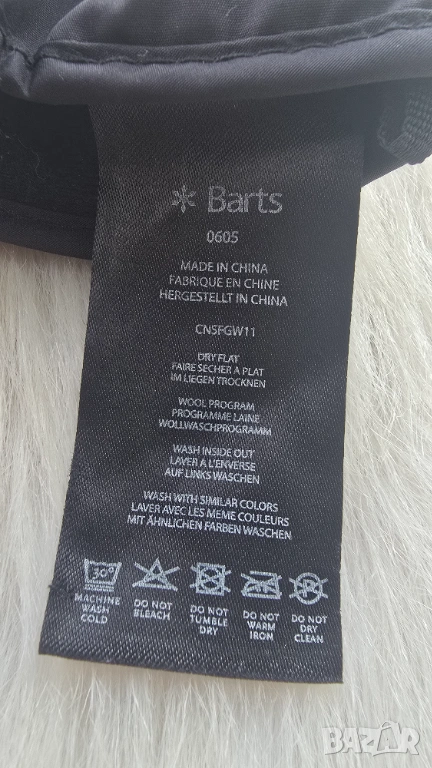 Barts
0605
MADE IN CHINA
FABRIQUE EN CHINE
HERGESTELLT IN CHINA
CNSFGW11
DRY FLAT
FAIRE SECHER A PLAT
IM LIEGEN TROCKNEN
WOOL PROGRAM
PROGRAMME LAINE
WOLLWASCHPROGRAMM
WASH INSIDE OUT
LAVER A L'ENVERSE
AUF LINKS WASCHEN
WASH WITH SIMILAR COLORS
LAVER AVEC LES MEME COULEURS
MIT ÄHNLICHEN FARBEN WASCHEN
30°
P
MACHINE WASH COLD
DO NOT BLEACH
DO NOT TUMBLE DRY
DO NOT WARM IRON
DO NOT DRY CLEAN
BAZAR